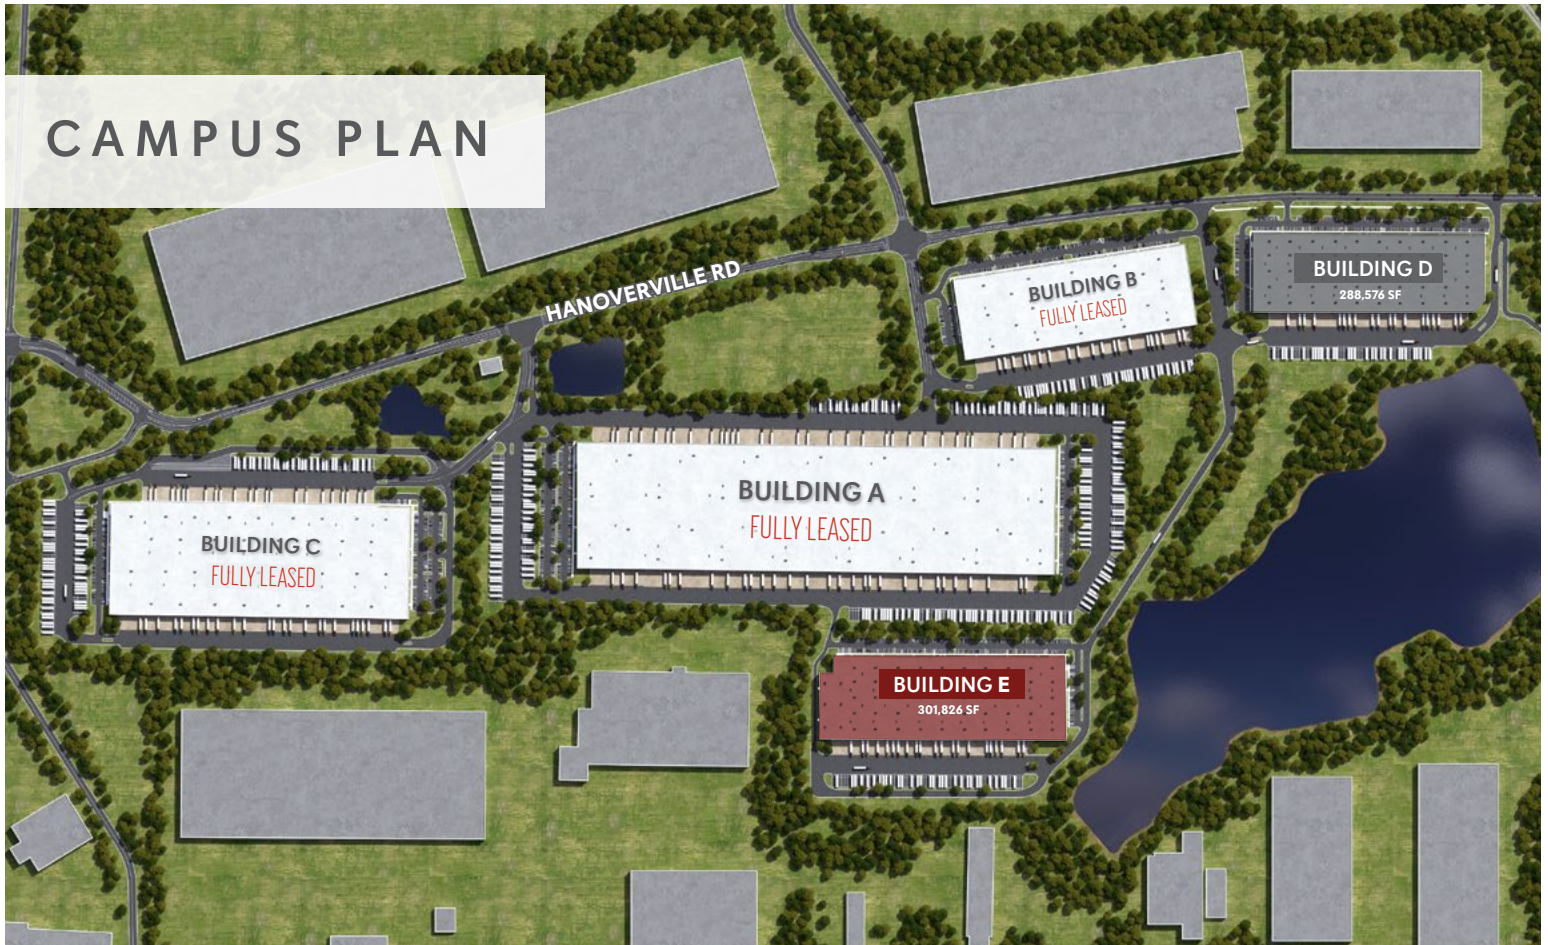 CAMPUS PLAN
HANOVERVILLE RD
BUILDING B
FULLY LEASED
BUILDING D
288,576 SF
BUILDING A
FULLY LEASED
BUILDING C
FULLY LEASED
BUILDING E
301,826 SF